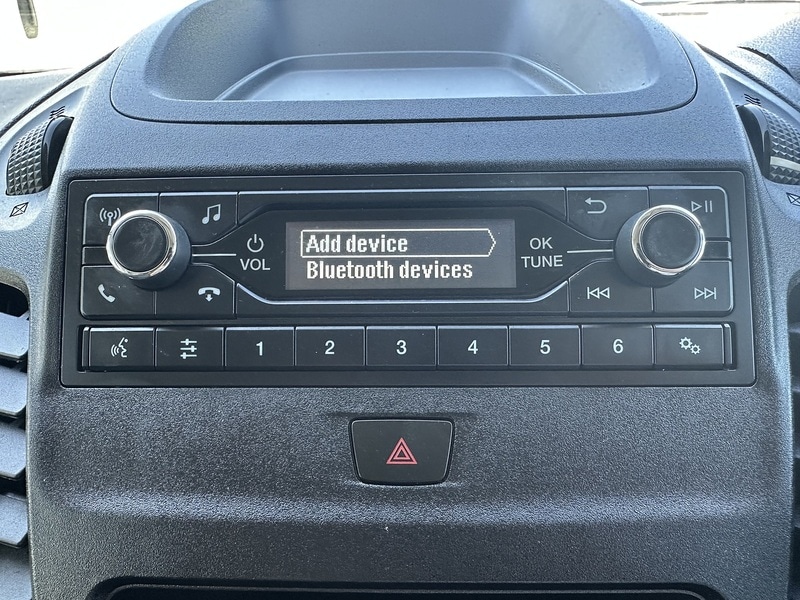 Add device
Bluetooth devices
VOL
OK
TUNE
1 2 3 4 5 6